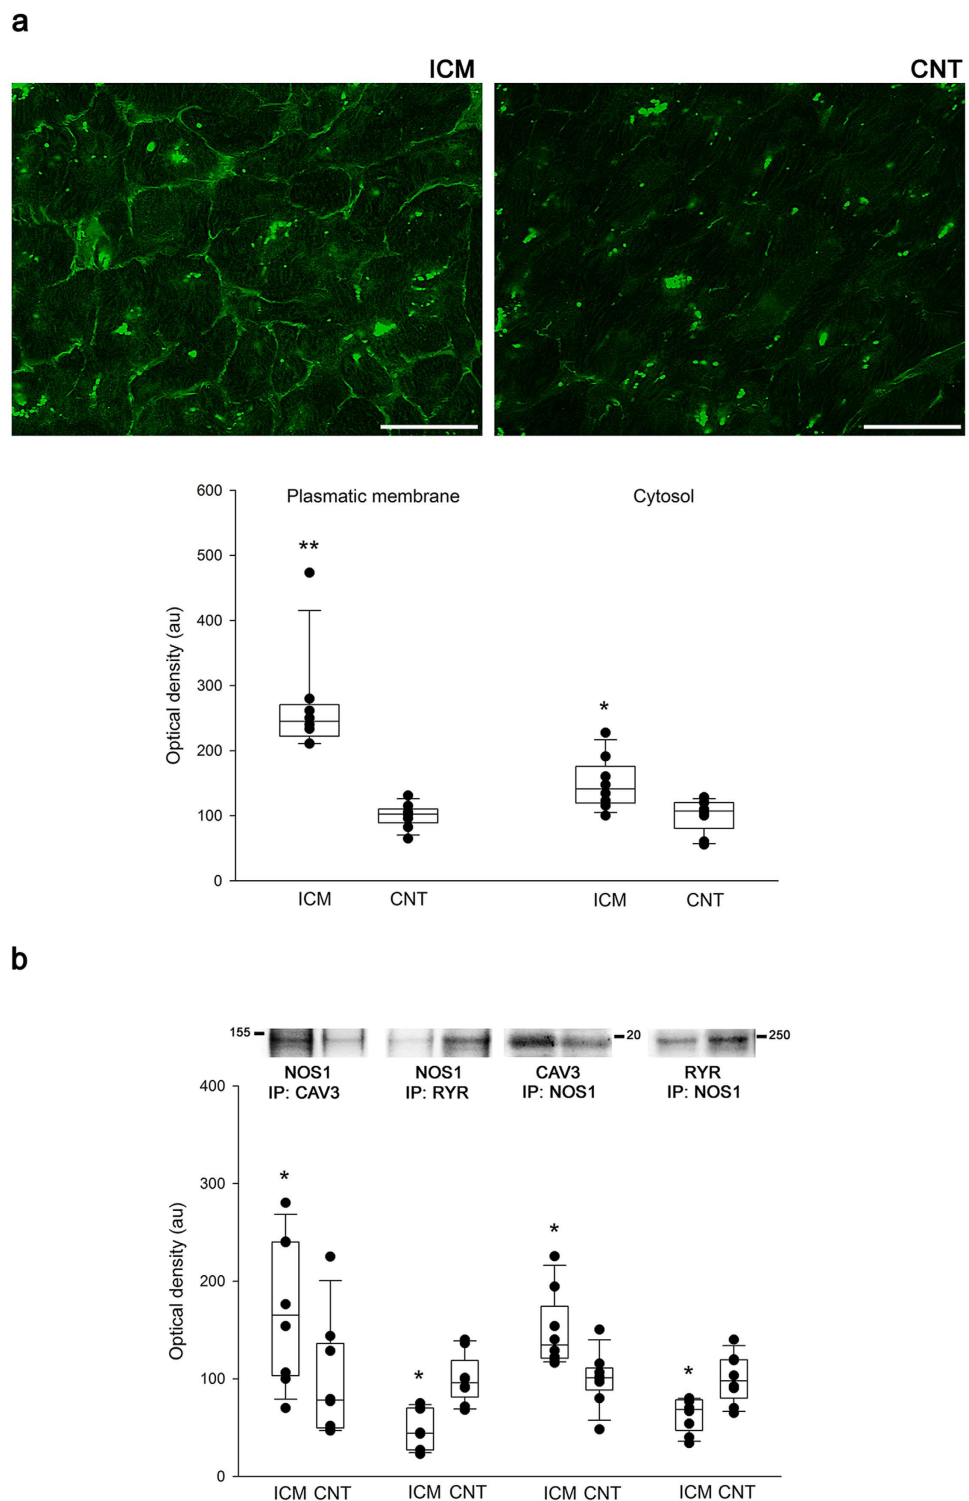 a
ICM
CNT
600
Plasmatic membrane
Cytosol
**
500
400
300
*
200
100
0
Optical density (au)
ICM
CNT
ICM
CNT
b
155
20
250
NOS1
IP: CAV3
NOS1
IP: RYR
CAV3
IP: NOS1
RYR
IP: NOS1
400
300
*
*
200
*
*
100
0
Optical density (au)
ICM CNT
ICM CNT
ICM CNT
ICM CNT